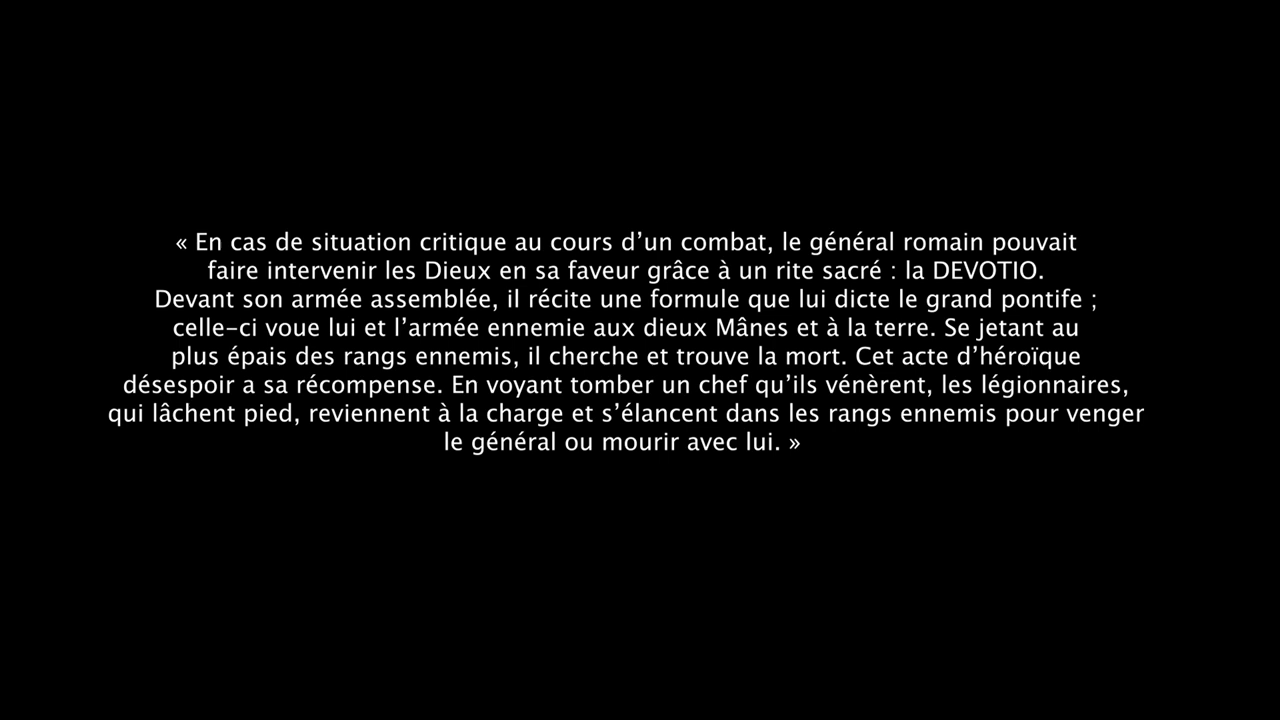 « En cas de situation critique au cours d’un combat, le général romain pouvait
faire intervenir les Dieux en sa faveur grâce à un rite sacré : la DEVOTIO.
Devant son armée assemblée, il récite une formule que lui dicte le grand pontife ;
celle-ci voue lui et l’armée ennemie aux dieux Mânes et à la terre. Se jetant au
plus épais des rangs ennemis, il cherche et trouve la mort. Cet acte d’héroïque
désespoir a sa récompense. En voyant tomber un chef qu’ils vénèrent, les légionnaires,
qui lâchent pied, reviennent à la charge et s’élancent dans les rangs ennemis pour venger
le général ou mourir avec lui. »